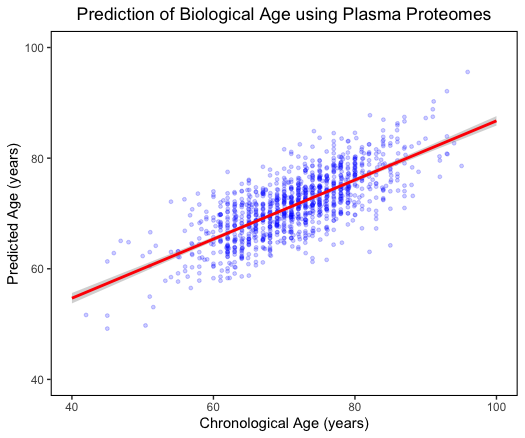 Prediction of Biological Age using Plasma Proteomes
100
80
60
40
Predicted Age (years)
40 60 80 100
Chronological Age (years)